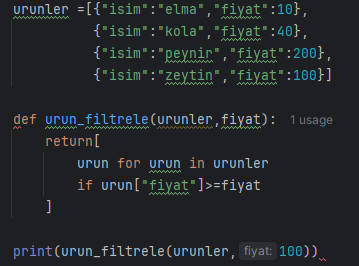 urunler =[{"isim":"elma","fiyat":10},
{"isim":"kola","fiyat":40},
{"isim":"peynir","fiyat":200},
{"isim":"zeytin","fiyat":100}]
def urun_filtrele(urunler,fiyat): 1 usage
return[
urun for urun in urunler
if urun["fiyat"]>=fiyat
]
print(urun_filtrele(urunler, fiyat: 100))